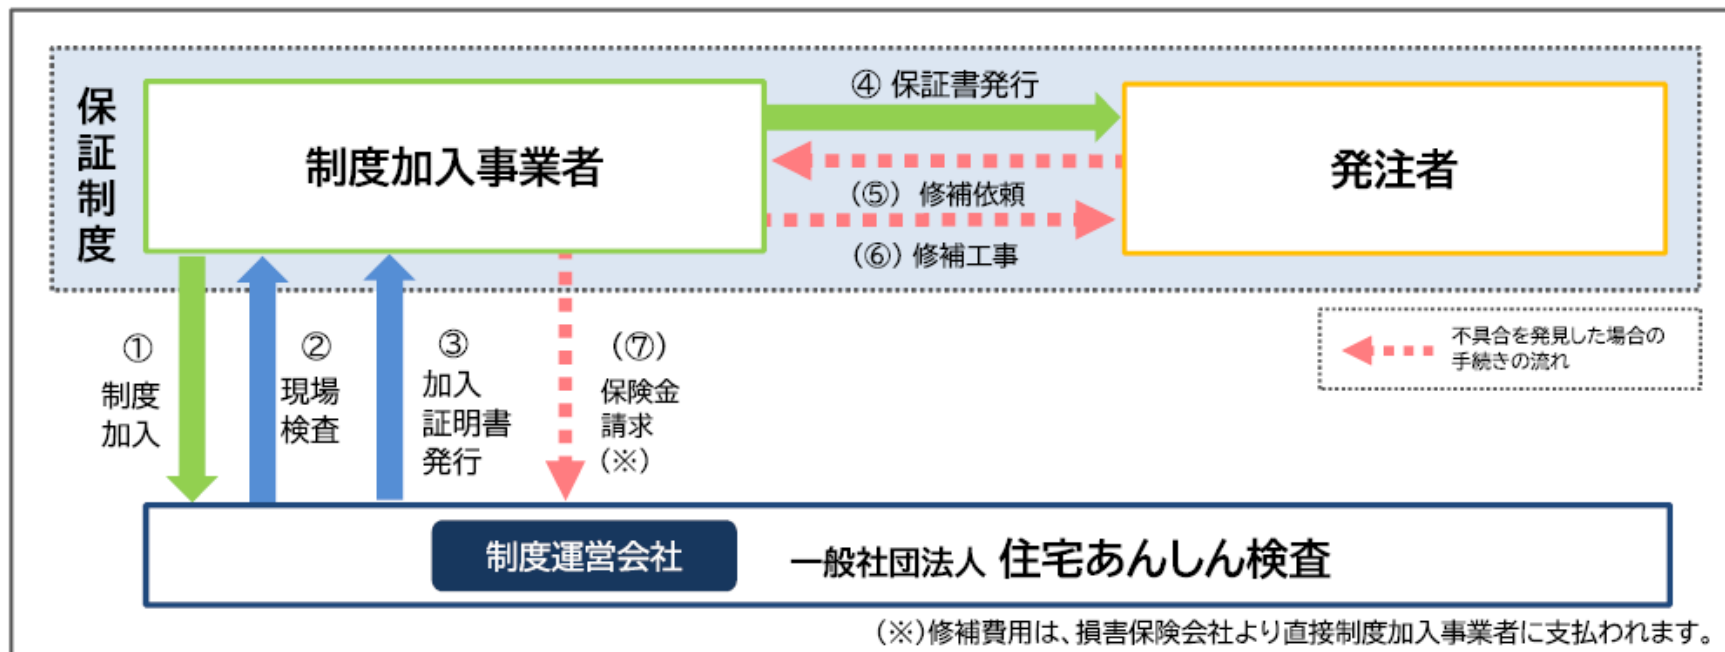 保証制度
制度加入事業者
④ 保証書発行
(⑤) 修補依頼
(⑥) 修補工事
発注者
①
制度
加入
②
現場
検査
③
加入
証明書
発行
(⑦)
保険金
請求
(※)
不具合を発見した場合の
手続きの流れ
制度運営会社
一般社団法人 住宅あんしん検査
(※)修補費用は、損害保険会社より直接制度加入事業者に支払われます。